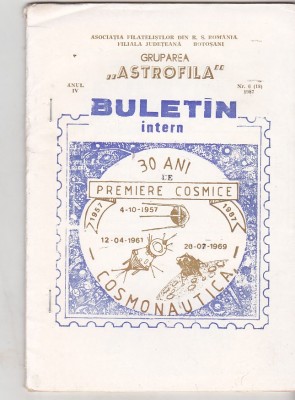 ASOCIAȚIA FILATELIȘTILOR DIN R. S. ROMÂNIA
FILIALA JUDEȚEANĂ BOTOȘANI
GRUPAREA
„ASTROFILA”
ANUL IV
Nr. 6 (18) 1987
BULETIN
intern
30 ANI
DE
PREMIERE COSMICE
1957
1987
4-10-1957
12-04-1961
20-07-1969
COSMONAUTICA